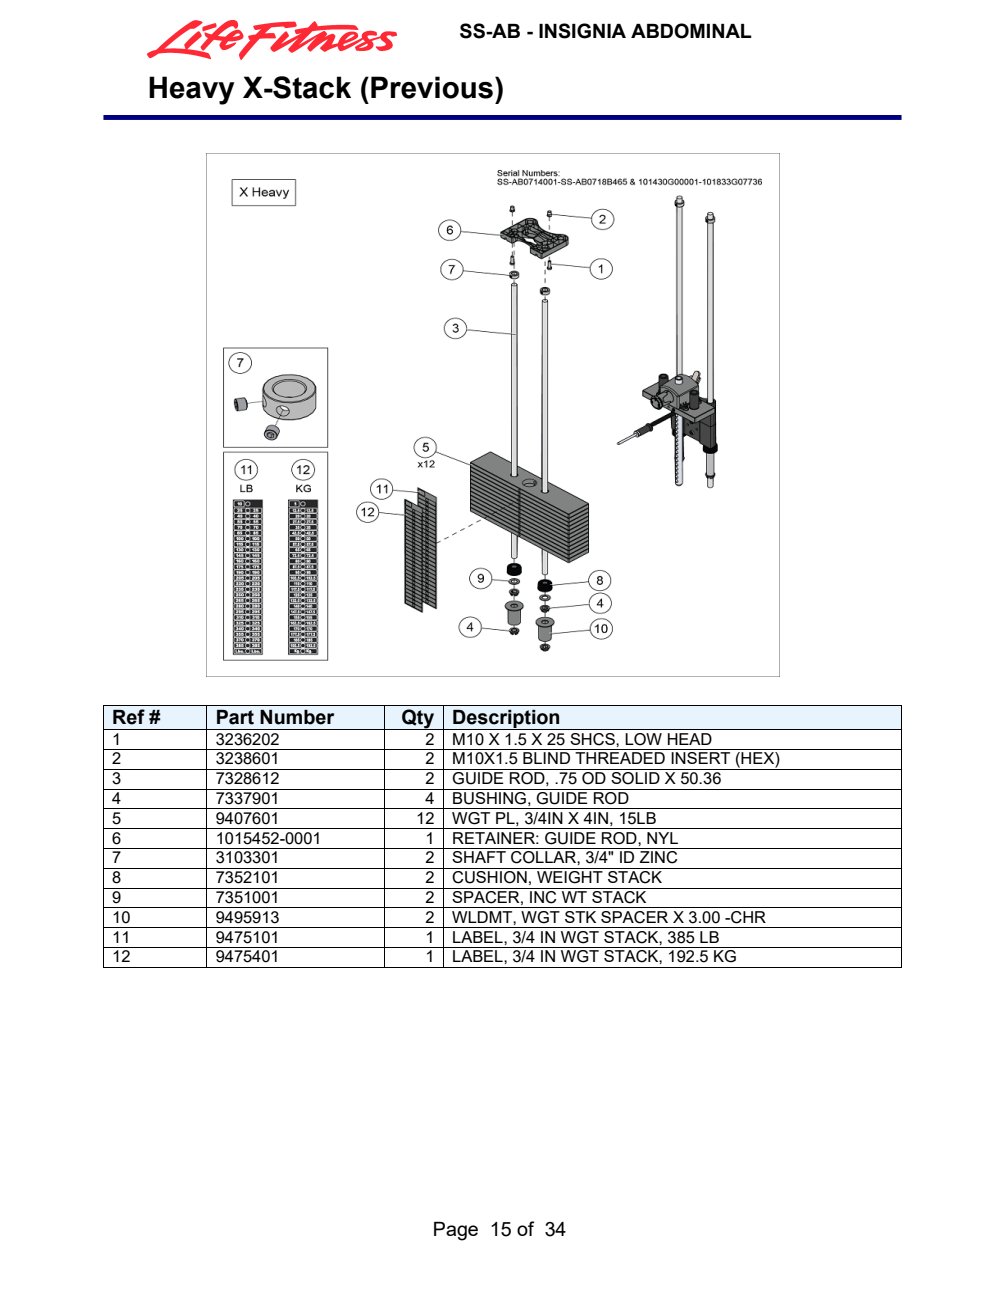 Life Fitness
SS-AB - INSIGNIA ABDOMINAL
Heavy X-Stack (Previous)
Serial Numbers:
SS-AB0714001-SS-AB0718B465 & 101430G00001-101833G07736
X Heavy
2
6
7
1
3
7
5
x12
11
12
LB
KG
11
12
9
8
4
4
10
Ref # Part Number Qty Description
1 3236202 2 M10 X 1.5 X 25 SHCS, LOW HEAD
2 3238601 2 M10X1.5 BLIND THREADED INSERT (HEX)
3 7328612 2 GUIDE ROD, .75 OD SOLID X 50.36
4 7337901 4 BUSHING, GUIDE ROD
5 9407601 12 WGT PL, 3/4IN X 4IN, 15LB
6 1015452-0001 1 RETAINER: GUIDE ROD, NYL
7 3103301 2 SHAFT COLLAR, 3/4" ID ZINC
8 7352101 2 CUSHION, WEIGHT STACK
9 7351001 2 SPACER, INC WT STACK
10 9495913 2 WLDMT, WGT STK SPACER X 3.00 -CHR
11 9475101 1 LABEL, 3/4 IN WGT STACK, 385 LB
12 9475401 1 LABEL, 3/4 IN WGT STACK, 192.5 KG
Page 15 of 34